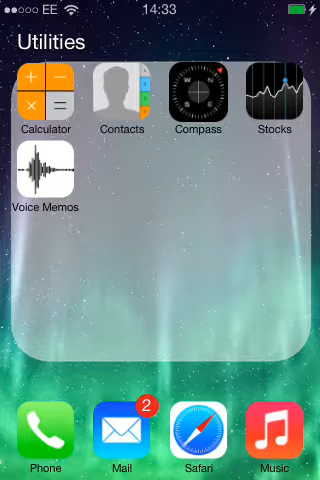 EE 14:33
Utilities
Calculator Contacts Compass Stocks
Voice Memos
2
Phone Mail Safari Music